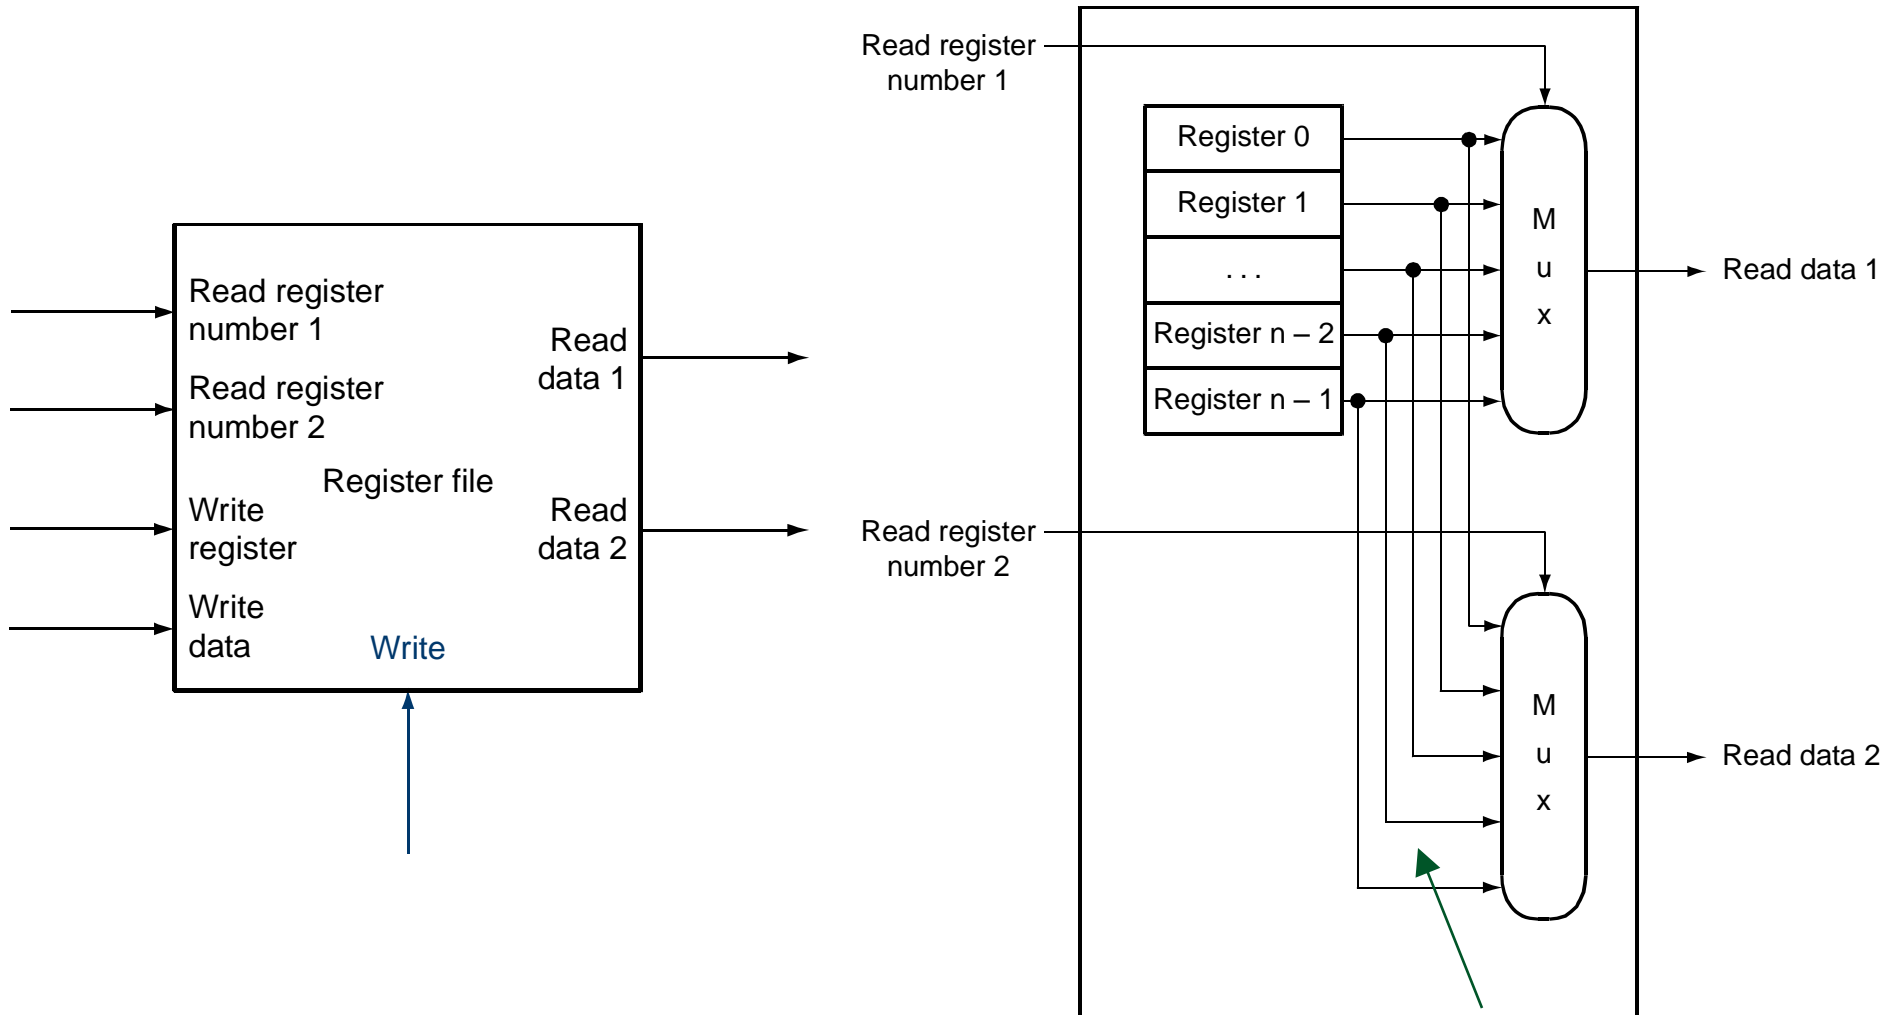 Read register
number 1
Read register
number 2
Write
register
Write
data
Register file
Write
Read
data 1
Read
data 2
Read register
number 1
Register 0
Register 1
. . .
Register n – 2
Register n – 1
M
u
x
Read data 1
Read register
number 2
M
u
x
Read data 2